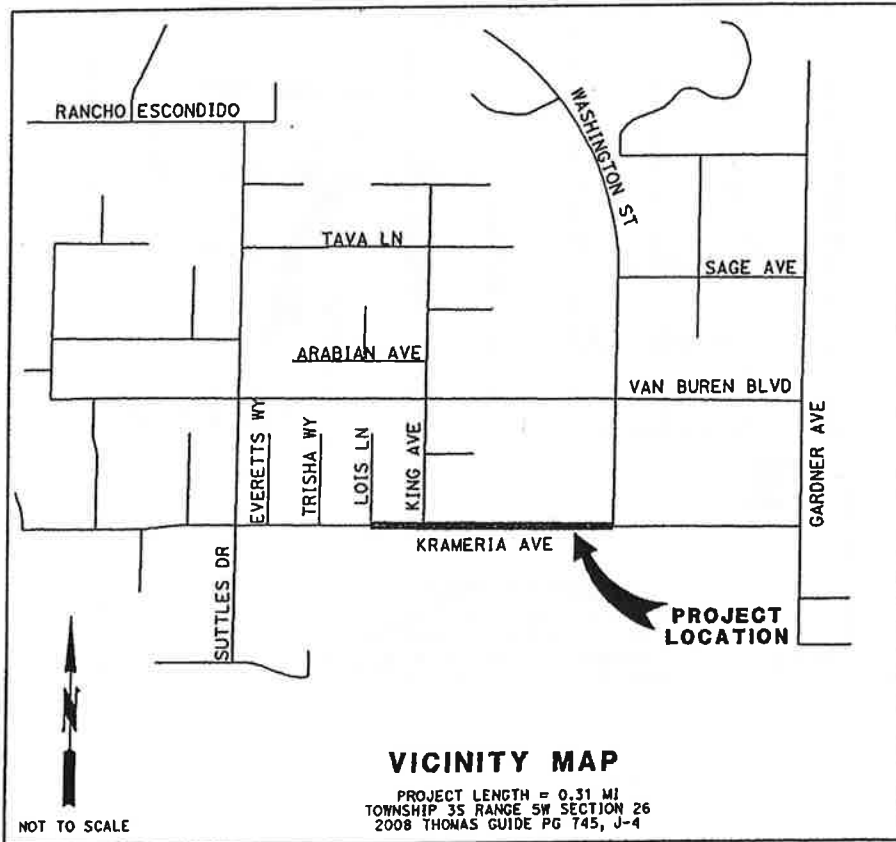 RANCHO ESCONDIDO
WASHINGTON ST
TAVA LN
SAGE AVE
ARABIAN AVE
VAN BUREN BLVD
EVERETTS WY
TRISHA WY
LOIS LN
KING AVE
GARDNER AVE
KRAMERIA AVE
SUTTLES DR
PROJECT
LOCATION
N
NOT TO SCALE
VICINITY MAP
PROJECT LENGTH = 0.31 MI
TOWNSHIP 3S RANGE 5W SECTION 26
2008 THOMAS GUIDE PG 745, J-4